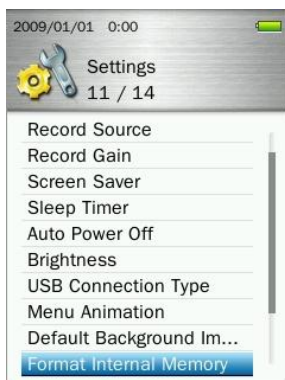 2009/01/01 0:00
Settings
11 / 14
Record Source
Record Gain
Screen Saver
Sleep Timer
Auto Power Off
Brightness
USB Connection Type
Menu Animation
Default Background Im...
Format Internal Memory